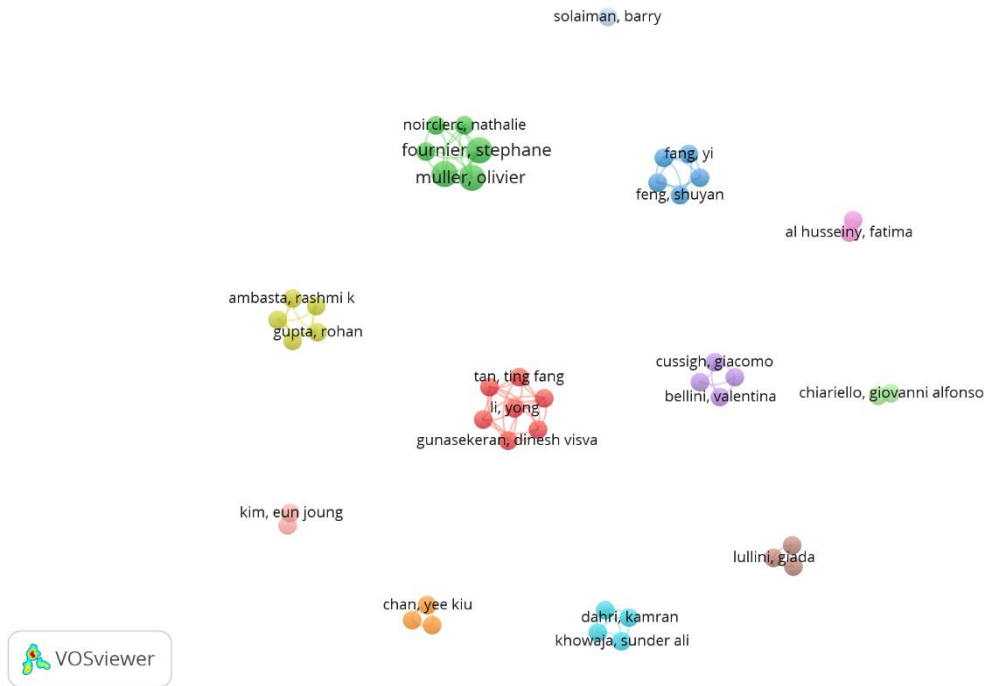 solaiman, barry
noirclerc, nathalie
fournier, stephane
muller, olivier
fang, yi
feng, shuyan
al husseiny, fatima
ambasta, rashmi k
gupta, rohan
cussigh, giacomo
bellini, valentina
chiariello, giovanni alfonso
tan, ting fang
li, yong
gunasekeran, dinesh visva
kim, eun joung
lullini, giada
chan, yee kiu
dahri, kamran
khowaja, sunder ali
VOSviewer